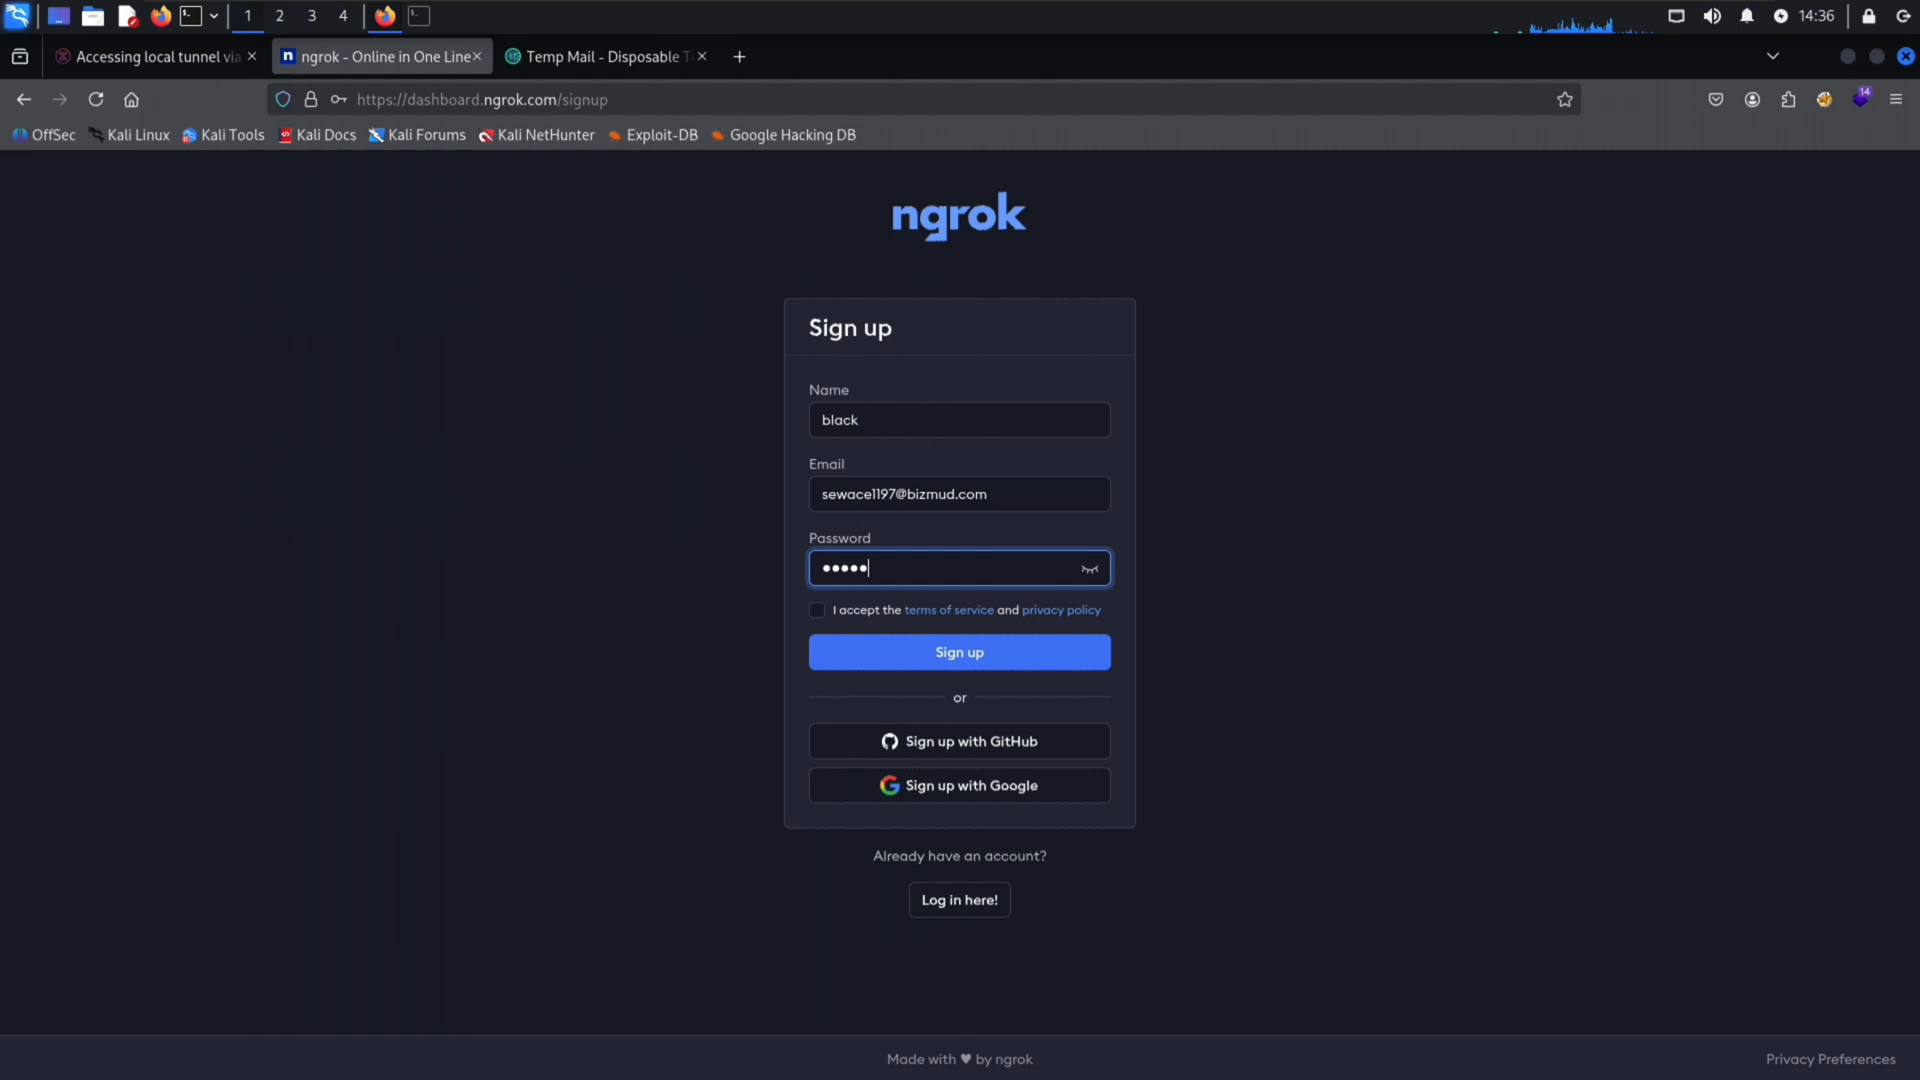 1 2 3 4 14:36
Accessing local tunnel via
ngrok - Online in One Line
Temp Mail - Disposable T
https://dashboard.ngrok.com/signup
14
OffSec Kali Linux Kali Tools Kali Docs Kali Forums Kali NetHunter Exploit-DB Google Hacking DB
ngrok
Sign up
Name
black
Email
sewace1197@bizmud.com
Password
I accept the terms of service and privacy policy
Sign up
or
Sign up with GitHub
Sign up with Google
Already have an account?
Log in here!
Made with ♥ by ngrok
Privacy Preferences